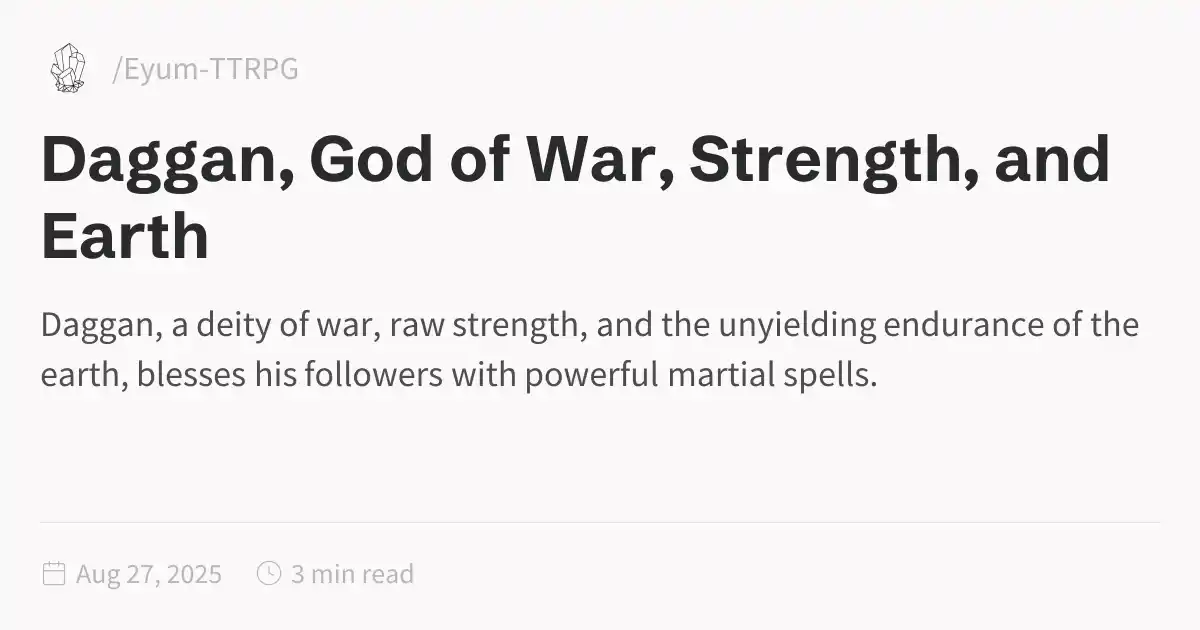 /Eyum-TTRPG
Daggan, God of War, Strength, and
Earth
Daggan, a deity of war, raw strength, and the unyielding endurance of the
earth, blesses his followers with powerful martial spells.
Aug 27, 2025 3 min read